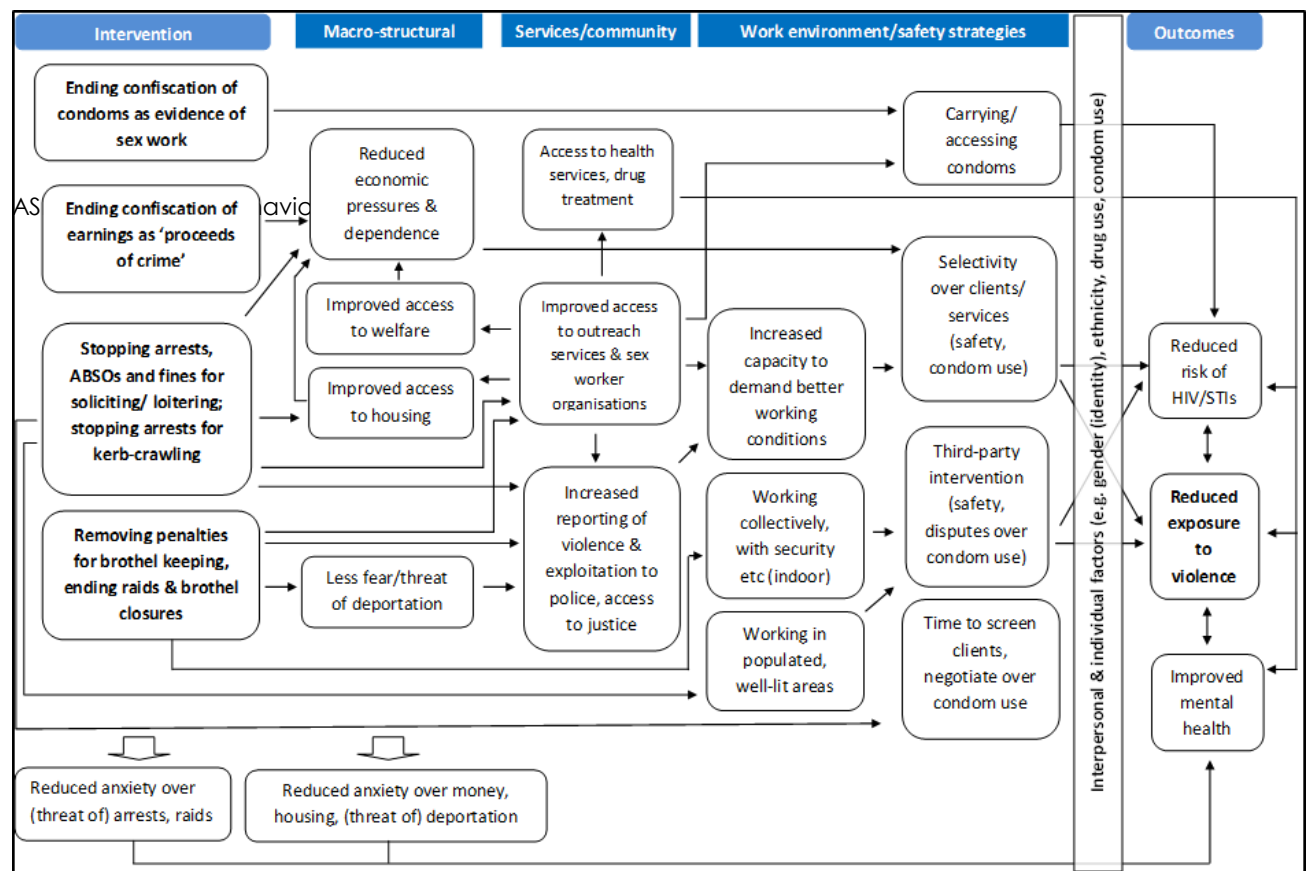 Intervention
Macro-structural
Services/community
Work environment/safety strategies
Outcomes
Ending confiscation of
condoms as evidence of
sex work
Ending confiscation of
earnings as ‘proceeds
of crime’
Stopping arrests,
ABSOs and fines for
soliciting/ loitering;
stopping arrests for
kerb-crawling
Removing penalties
for brothel keeping,
ending raids & brothel
closures
Reduced
economic
pressures &
dependence
Improved access
to welfare
Improved access
to housing
Less fear/threat
of deportation
Access to health
services, drug
treatment
Improved access
to outreach
services & sex
worker
organisations
Increased
reporting of
violence &
exploitation to
police, access
to justice
Increased
capacity to
demand better
working
conditions
Working
collectively,
with security
etc (indoor)
Working in
populated,
well-lit areas
Carrying/
accessing
condoms
Selectivity
over clients/
services
(safety,
condom use)
Third-party
intervention
(safety,
disputes over
condom use)
Time to screen
clients,
negotiate over
condom use
Interpersonal & individual factors (e.g. gender (identity), ethnicity, drug use, condom use)
Reduced
risk of
HIV/STIs
Reduced
exposure
to
violence
Improved
mental
health
Reduced anxiety over
(threat of) arrests, raids
Reduced anxiety over money,
housing, (threat of) deportation